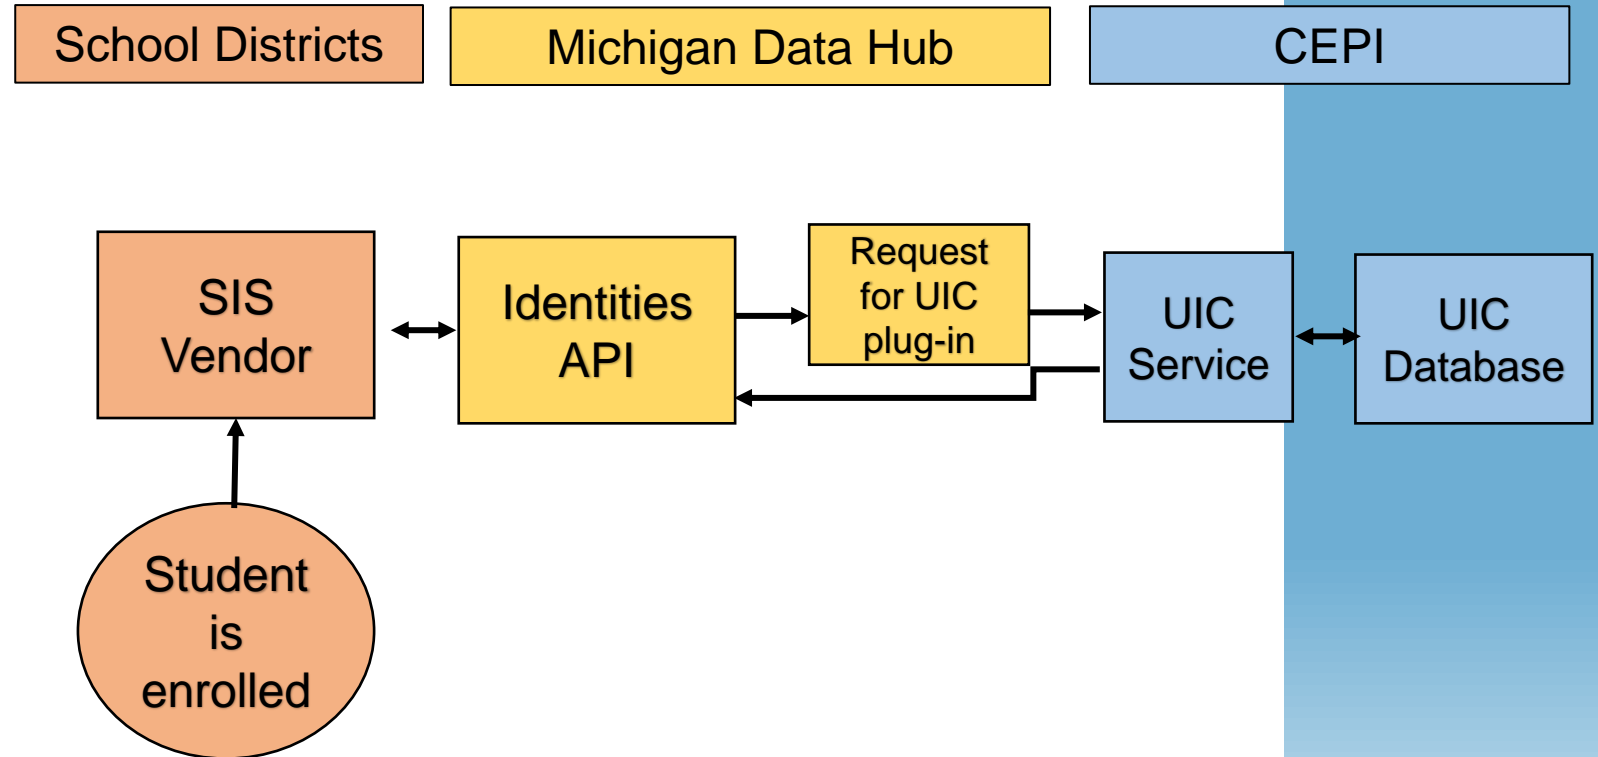 School Districts
Michigan Data Hub
CEPI
SIS
Vendor
Identities
API
Request
for UIC
plug-in
UIC
Service
UIC
Database
Student
is
enrolled